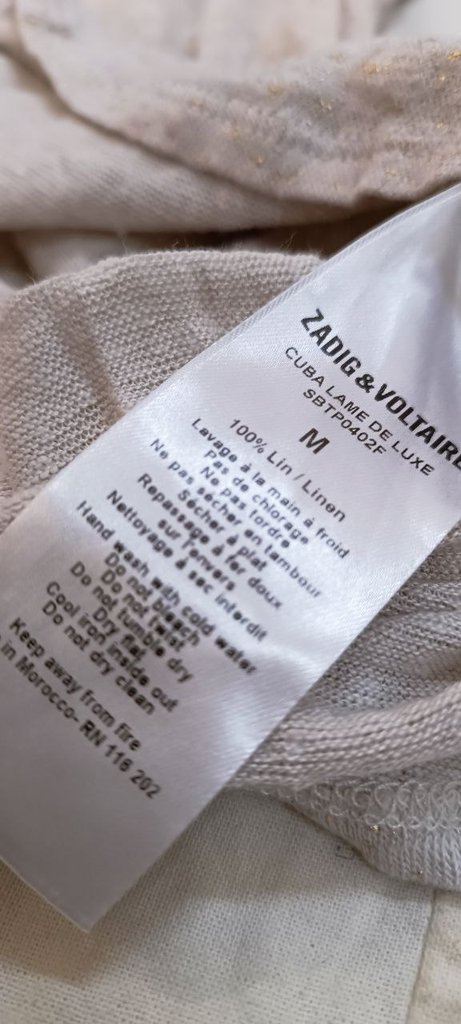 ZADIG & VOLTAIRE
CUBA LAME DE LUXE
SBTP0402F
M
100% Lin / Linen
Lavage à la main à froid
Pas de chlorage
Ne pas tordre
Ne pas sécher en tambour
Sécher à plat
Repassage à fer doux
sur l'envers
Nettoyage à sec interdit
Hand wash with cold water
Do not bleach
Do not twist
Do not tumble dry
Dry flat
Cool iron inside out
Do not dry clean
Keep away from fire
in Morocco- RN 116 202